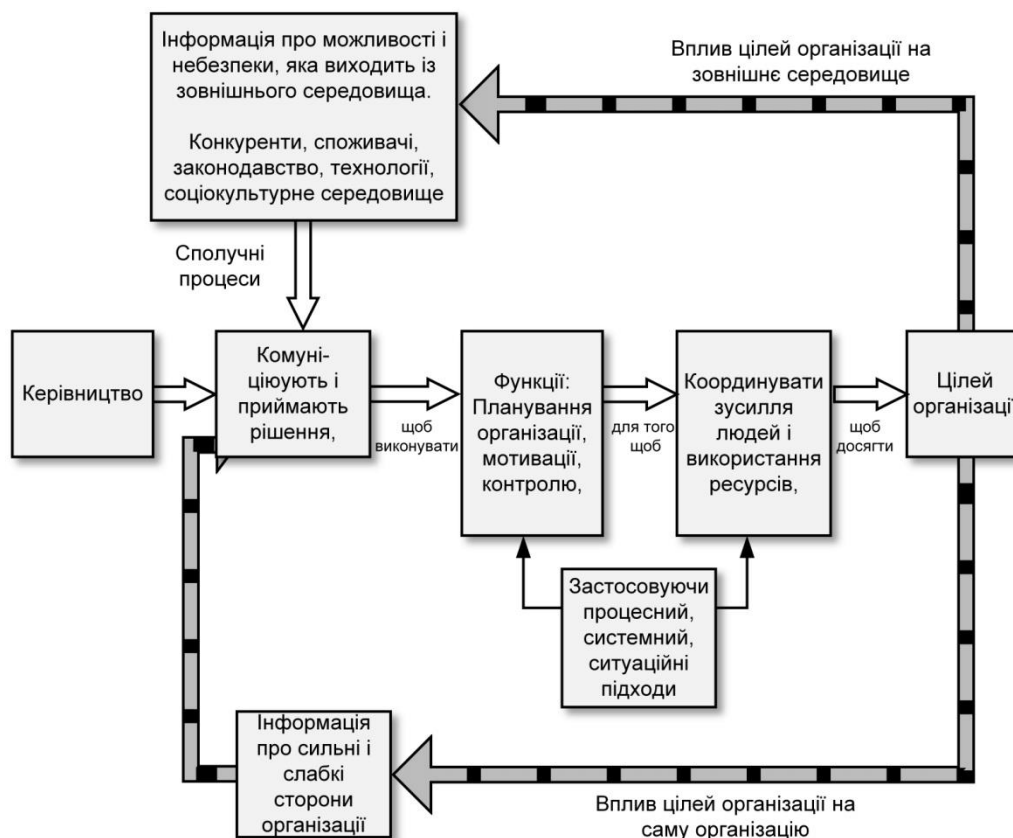 Інформація про можливості і
небезпеки, яка виходить із
зовнішнього середовища.
Конкуренти, споживачі,
законодавство, технології,
соціокультурне середовище
Вплив цілей організації на
зовнішнє середовище
Сполучні
процеси
Керівництво
Комуні-
ціюують і
приймають
рішення,
щоб
виконувати
Функції:
Планування
організації,
мотивації,
контролю,
для того
щоб
Координувати
зусилля
людей і
використання
ресурсів,
щоб
досягти
Цілей
організації
Застосовуючи
процесний,
системний,
ситуаційні
підходи
Інформація
про сильні і
слабкі
сторони
організації
Вплив цілей організації на
саму організацію